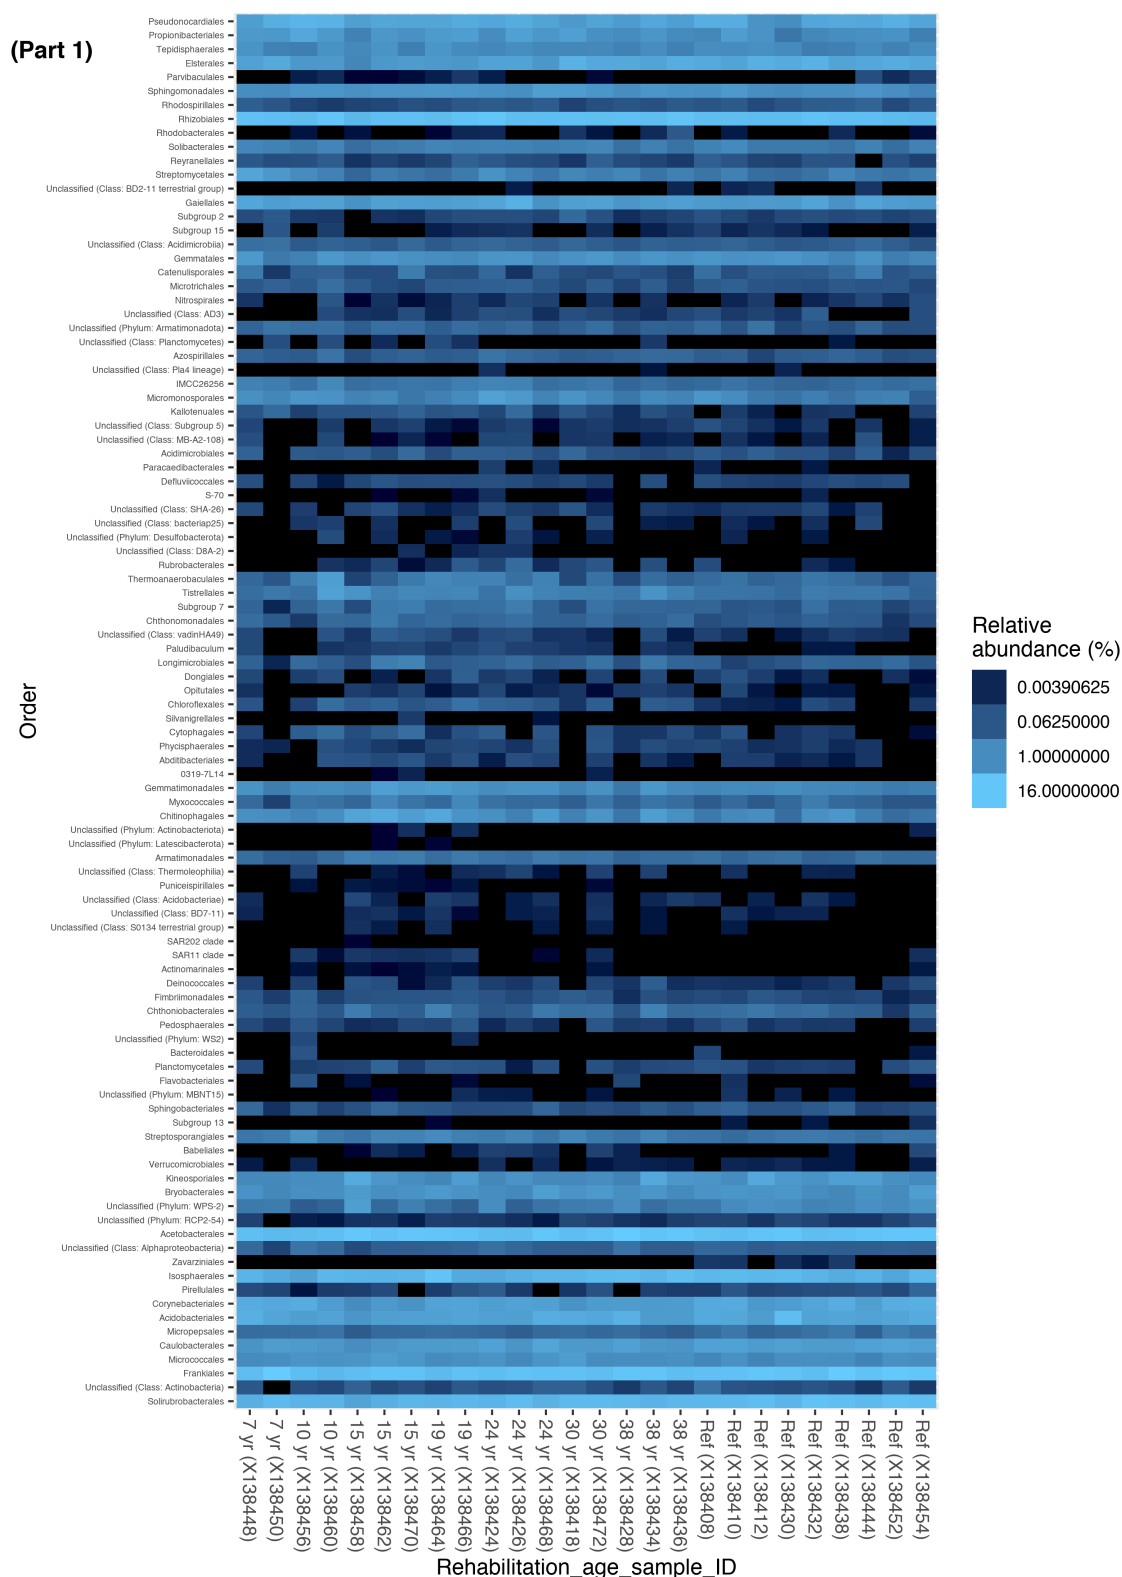 (Part 1)
Pseudonocardiales
Propionibacteriales
Tepidisphaerales
Elsterales
Parvibaculales
Sphingomonadales
Rhodospirillales
Rhizobiales
Rhodobacterales
Solibacterales
Reyranellales
Streptomycetales
Unclassified (Class: BD2-11 terrestrial group)
Gaiellales
Subgroup 2
Subgroup 15
Unclassified (Class: Acidimicrobiia)
Gemmatales
Catenulisporales
Microtrichales
Nitrospirales
Unclassified (Class: AD3)
Unclassified (Phylum: Armatimonadota)
Unclassified (Class: Planctomycetes)
Azospirillales
Unclassified (Class: Pla4 lineage)
IMCC26256
Micromonosporales
Kallotenuales
Unclassified (Class: Subgroup 5)
Unclassified (Class: MB-A2-108)
Acidimicrobiales
Paracaedibacterales
Defluviicoccales
S-70
Unclassified (Class: SHA-26)
Unclassified (Class: bacteriap25)
Unclassified (Phylum: Desulfobacterota)
Unclassified (Class: D8A-2)
Rubrobacterales
Thermoanaerobaculales
Tistrellales
Subgroup 7
Chthonomonadales
Unclassified (Class: vadinHA49)
Paludibaculum
Longimicrobiales
Dongiales
Opitutales
Chloroflexales
Silvanigrellales
Cytophagales
Phycisphaerales
Abditibacteriales
0319-7L14
Gemmatimonadales
Myxococcales
Chitinophagales
Unclassified (Phylum: Actinobacteriota)
Unclassified (Phylum: Latescibacterota)
Armatimonadales
Unclassified (Class: Thermoleophilia)
Puniceispirillales
Unclassified (Class: Acidobacteriae)
Unclassified (Class: BD7-11)
Unclassified (Class: S0134 terrestrial group)
SAR202 clade
SAR11 clade
Actinomarinales
Deinococcales
Fimbriimonadales
Chthoniobacterales
Pedosphaerales
Unclassified (Phylum: WS2)
Bacteroidales
Planctomycetales
Flavobacteriales
Unclassified (Phylum: MBNT15)
Sphingobacteriales
Subgroup 13
Streptosporangiales
Babeliales
Verrucomicrobiales
Kineosporiales
Bryobacterales
Unclassified (Phylum: WPS-2)
Unclassified (Phylum: RCP2-54)
Acetobacterales
Unclassified (Class: Alphaproteobacteria)
Zavarziniales
Isosphaerales
Pirellulales
Corynebacteriales
Acidobacteriales
Micropepsales
Caulobacterales
Micrococcales
Frankiales
Unclassified (Class: Actinobacteria)
Solirubrobacterales
Order
7 yr (X138448)
7 yr (X138450)
10 yr (X138456)
10 yr (X138460)
15 yr (X138458)
15 yr (X138462)
15 yr (X138470)
19 yr (X138464)
19 yr (X138466)
24 yr (X138424)
24 yr (X138426)
24 yr (X138468)
30 yr (X138418)
30 yr (X138472)
38 yr (X138428)
38 yr (X138434)
38 yr (X138436)
Ref (X138408)
Ref (X138410)
Ref (X138412)
Ref (X138430)
Ref (X138432)
Ref (X138438)
Ref (X138444)
Ref (X138452)
Ref (X138454)
Rehabilitation_age_sample_ID
Relative
abundance (%)
0.00390625
0.06250000
1.00000000
16.00000000